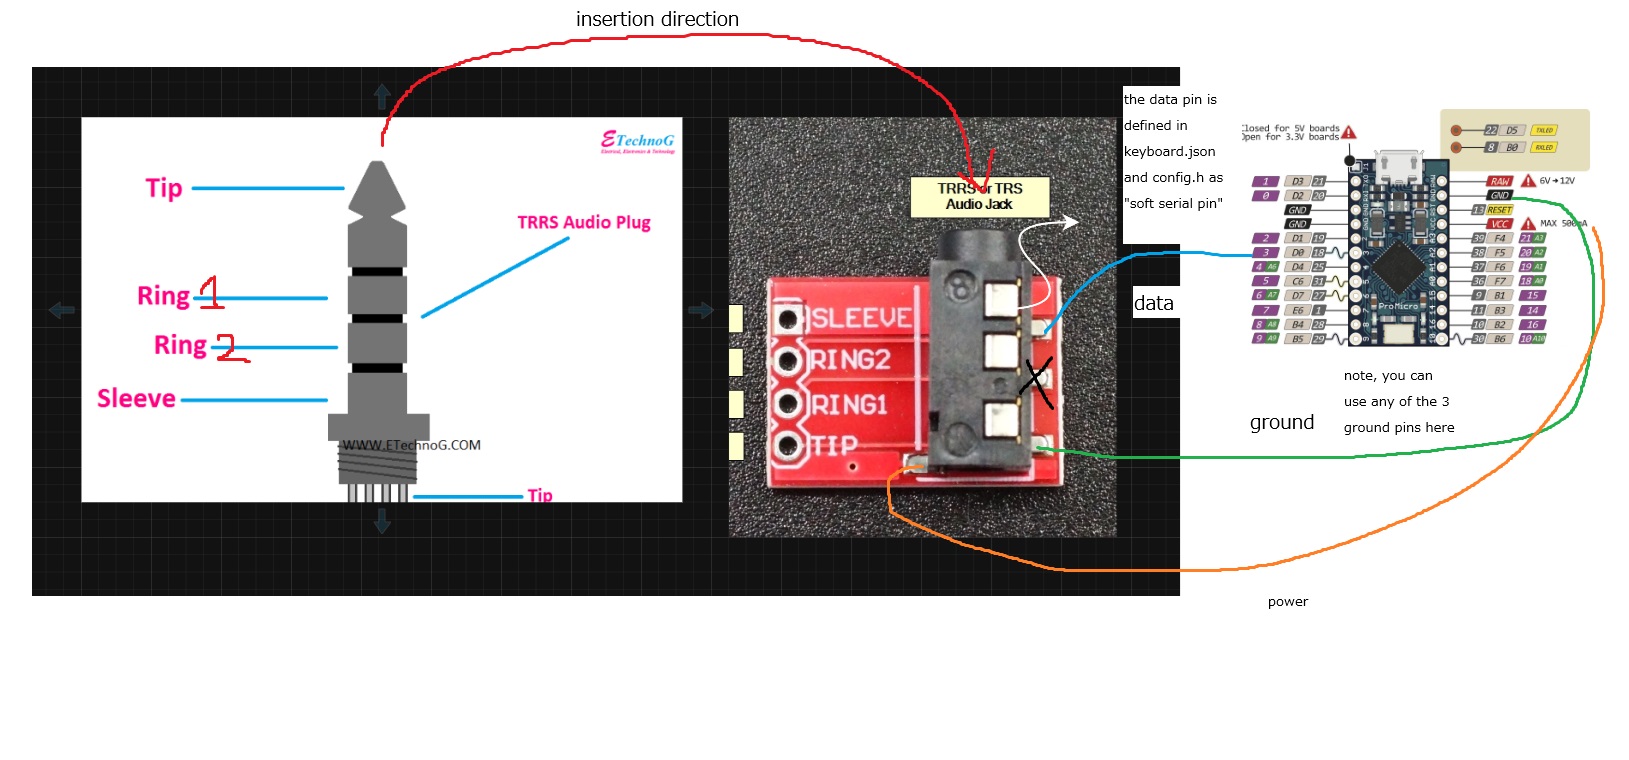 insertion direction
ETechnoG
Electrical, Electronics & Technology
Tip
TRRS Audio Plug
Ring 1
Ring 2
Sleeve
WWW.ETechnoG.COM
Tip
TRRS or TRS
Audio Jack
SLEEVE
RING2
RING1
TIP
the data pin is
defined in
keyboard.json
and config.h as
"soft serial pin"
data
ground
power
note, you can
use any of the 3
ground pins here
Closed for 5V boards
Open for 3.3V boards
J1
22 D5 TXLED
8 B0 RXLED
1 D3 21
0 D2 20
GND
GND
2 D1 19
3 D0 18
4 A6 D4 25
5 C6 31
6 A7 D7 27
7 E6 1
8 A8 B4 28
9 A9 B5 29
ProMicro
RAW 6V→12V
GND
13 RESET
VCC MAX 500mA
39 F4 21 A3
38 F5 20 A2
37 F6 19 A1
36 F7 18 A0
9 B1 15
11 B3 14
10 B2 16
30 B6 10 A10